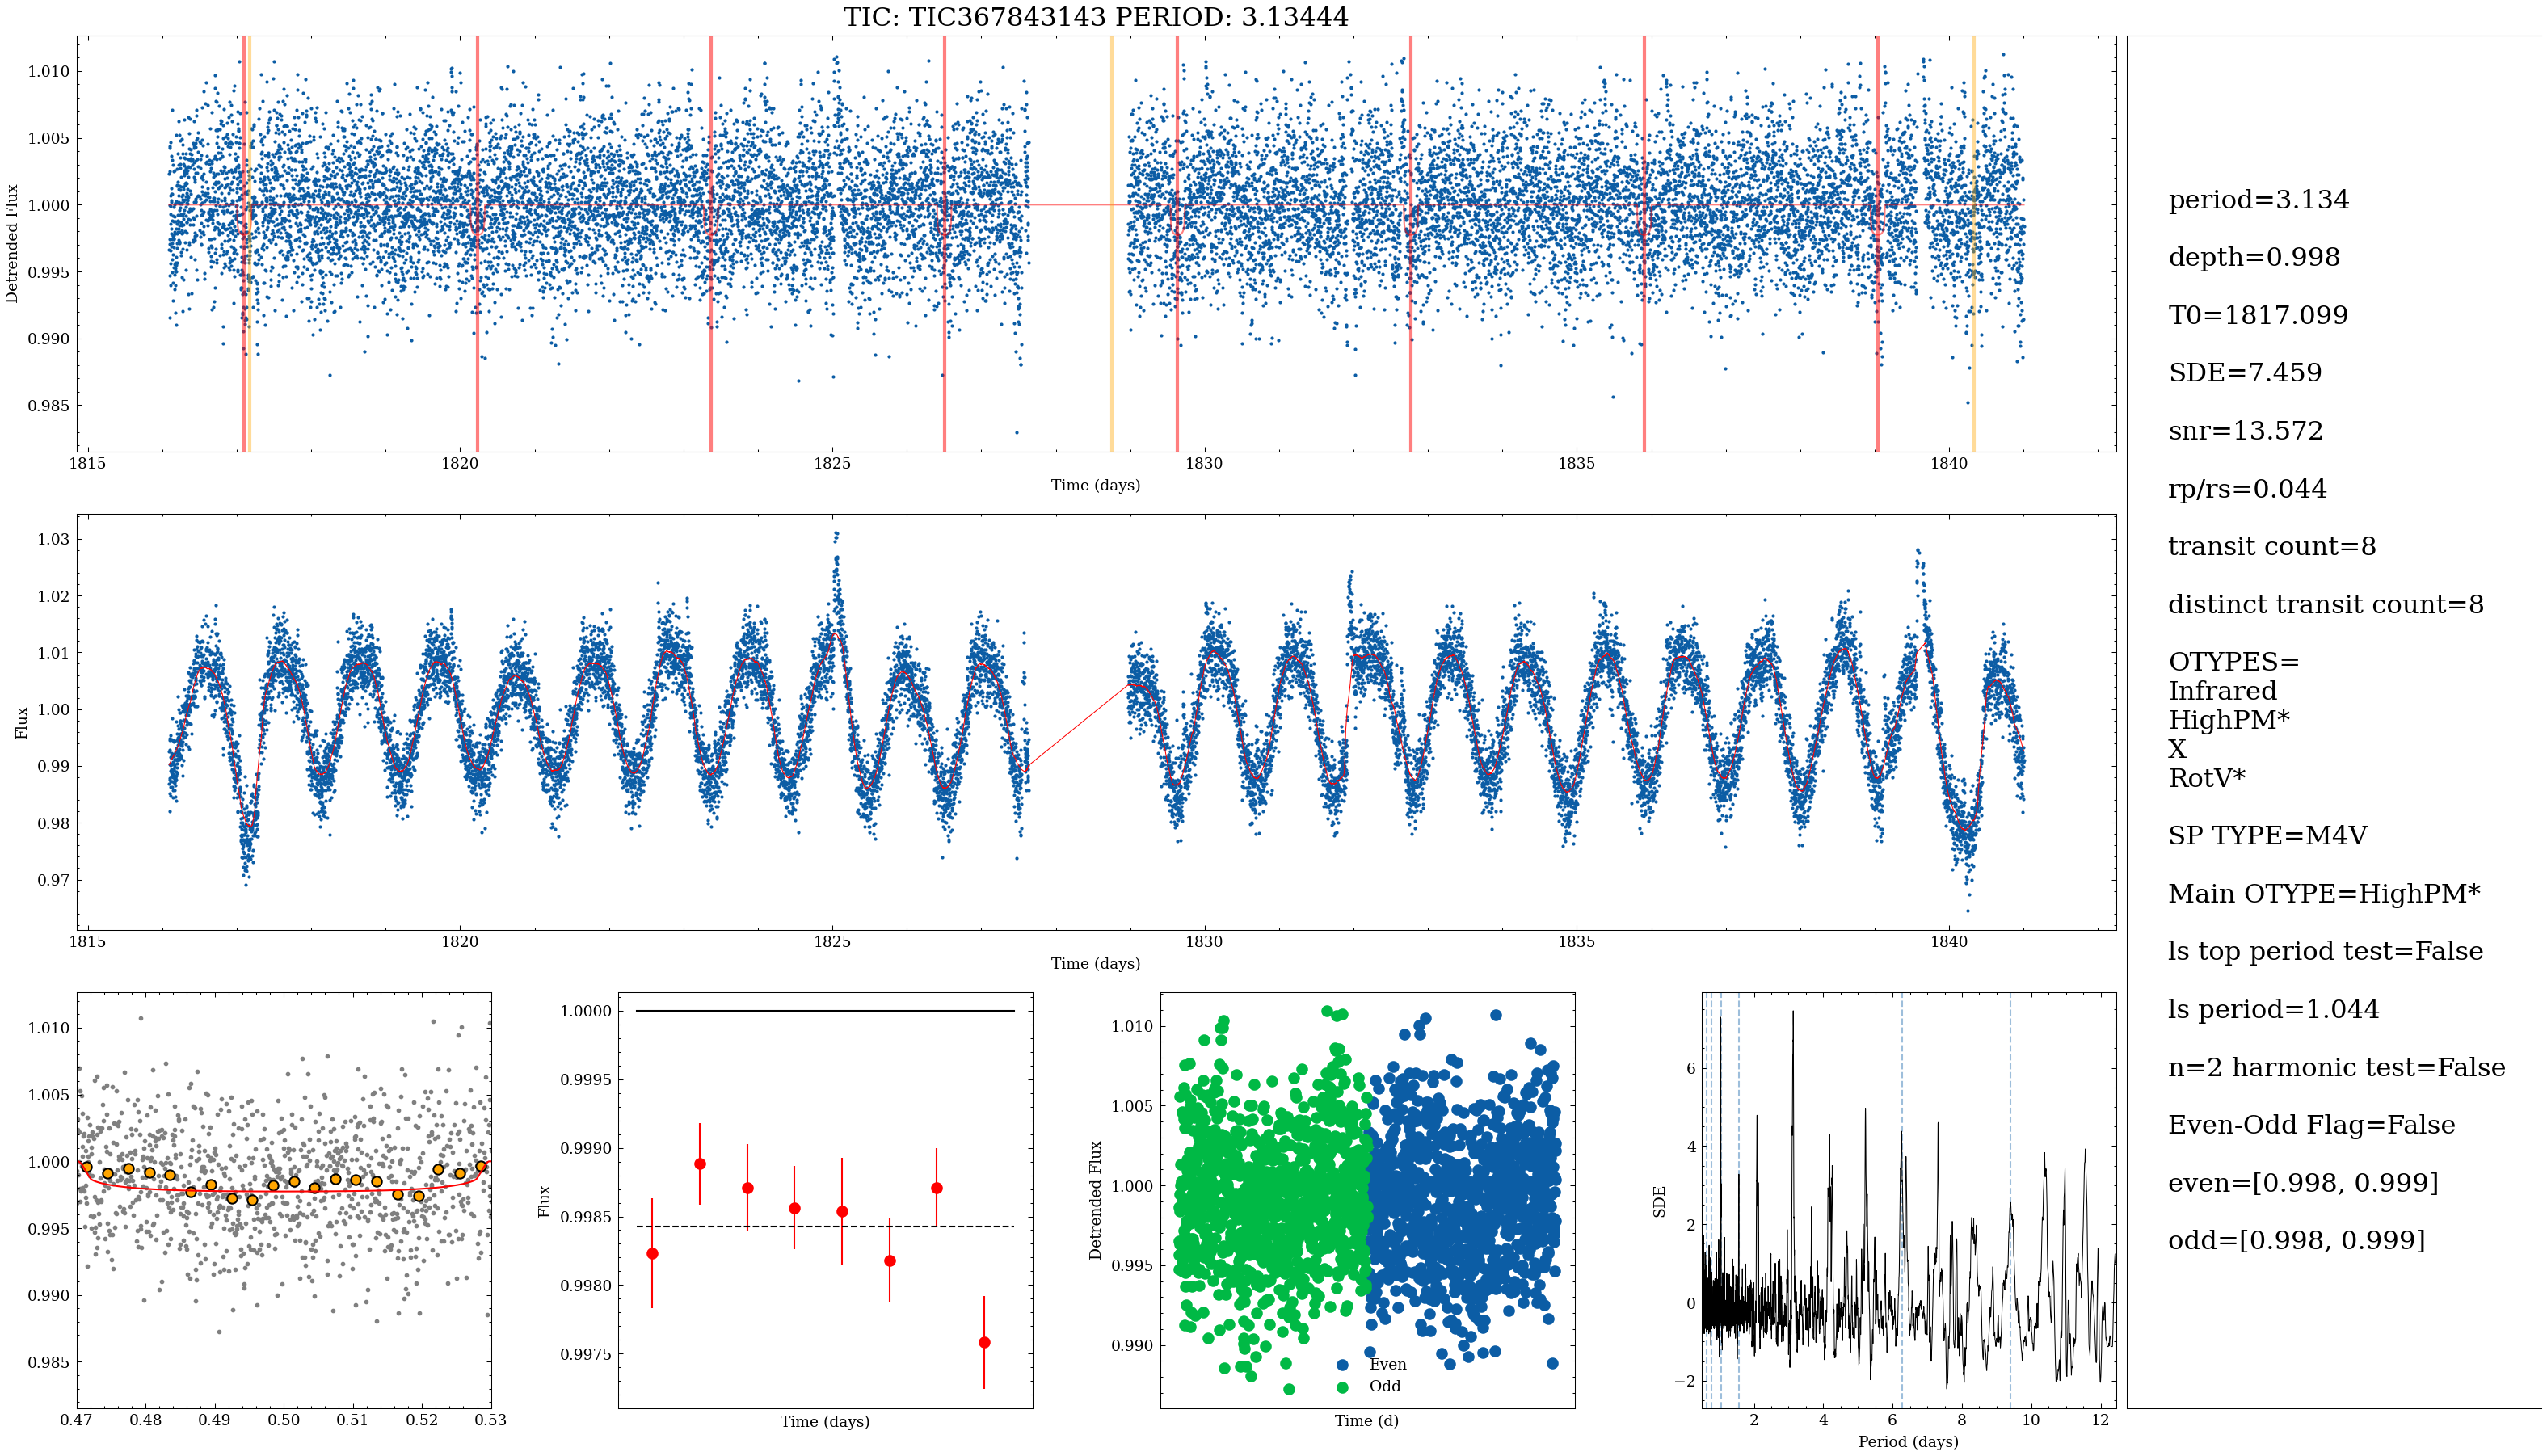 TIC: TIC367843143 PERIOD: 3.13444
1.010
1.005
1.000
0.995
0.990
0.985
Detrended Flux
1815
1820
1825
1830
1835
1840
Time (days)
1.03
1.02
1.01
1.00
0.99
0.98
0.97
Flux
1815
1820
1825
1830
1835
1840
Time (days)
1.010
1.005
1.000
0.995
0.990
0.985
0.47
0.48
0.49
0.50
0.51
0.52
0.53
1.0000
0.9995
0.9990
0.9985
0.9980
0.9975
Flux
Time (days)
1.010
1.005
1.000
0.995
0.990
Detrended Flux
Even
Odd
Time (d)
6
4
2
0
−2
SDE
2
4
6
8
10
12
Period (days)
period=3.134
depth=0.998
T0=1817.099
SDE=7.459
snr=13.572
rp/rs=0.044
transit count=8
distinct transit count=8
OTYPES=
Infrared
HighPM*
X
RotV*
SP TYPE=M4V
Main OTYPE=HighPM*
ls top period test=False
ls period=1.044
n=2 harmonic test=False
Even-Odd Flag=False
even=[0.998, 0.999]
odd=[0.998, 0.999]